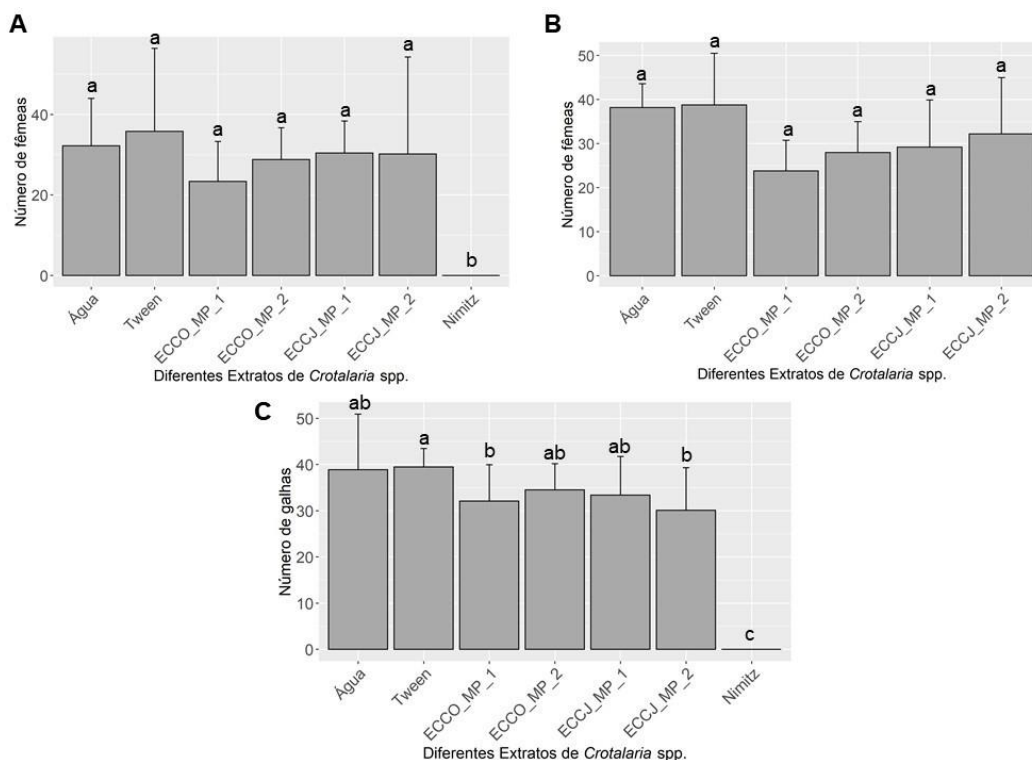 A
Número de fêmeas
40
20
0
a
a
a
a
a
a
b
Água
Tween
ECCO_MP_1
ECCO_MP_2
ECCJ_MP_1
ECCJ_MP_2
Nimitz
Diferentes Extratos de Crotalaria spp.
B
Número de fêmeas
50
40
30
20
10
0
a
a
a
a
a
a
Água
Tween
ECCO_MP_1
ECCO_MP_2
ECCJ_MP_1
ECCJ_MP_2
Diferentes Extratos de Crotalaria spp.
C
Número de galhas
50
40
30
20
10
0
ab
a
b
ab
ab
b
c
Água
Tween
ECCO_MP_1
ECCO_MP_2
ECCJ_MP_1
ECCJ_MP_2
Nimitz
Diferentes Extratos de Crotalaria spp.